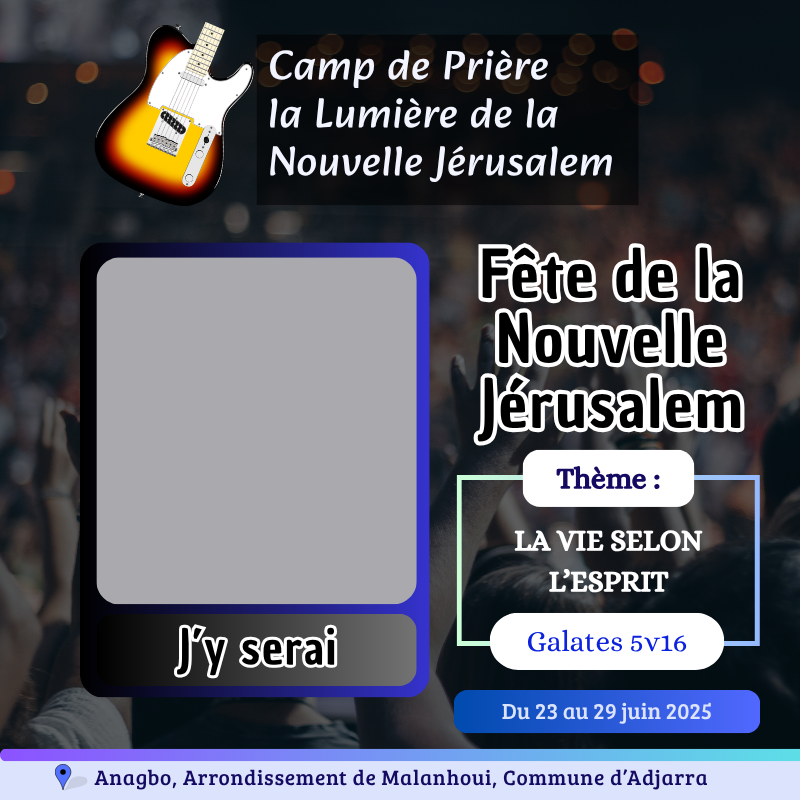 Camp de Prière
la Lumière de la
Nouvelle Jérusalem
Fête de la
Nouvelle
Jérusalem
Thème :
LA VIE SELON
L'ESPRIT
Galates 5v16
J'y serai
Du 23 au 29 juin 2025
Anagbo, Arrondissement de Malanhoui, Commune d'Adjarra